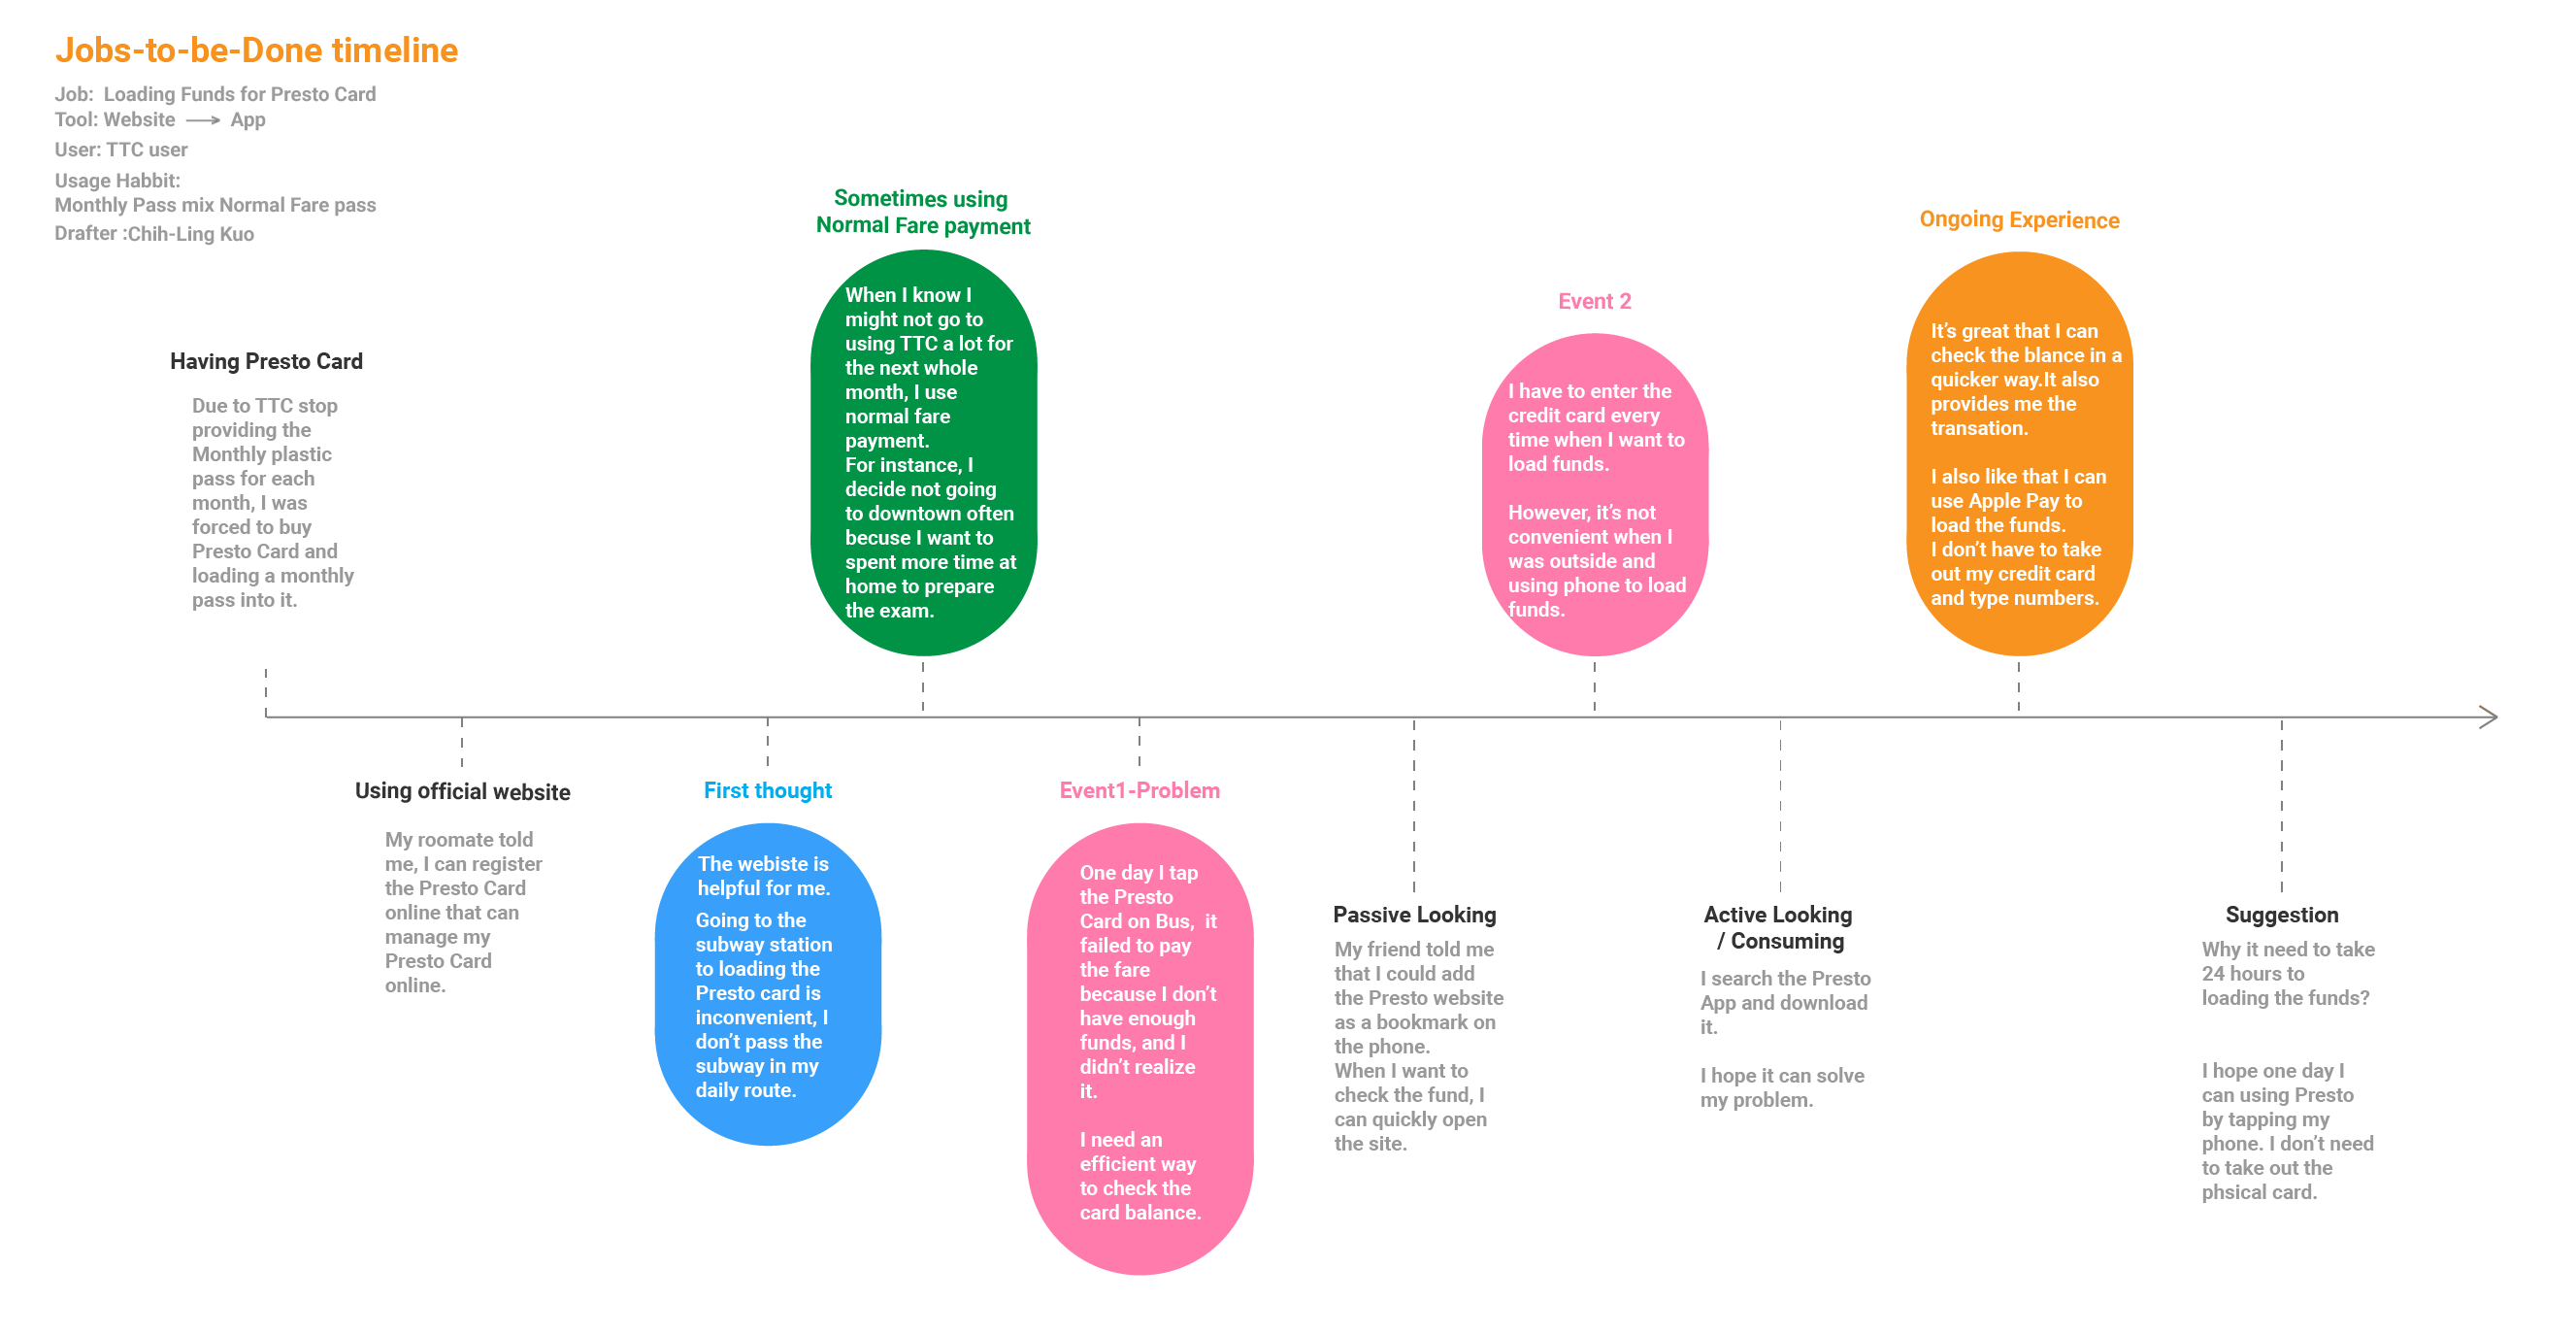 Jobs-to-be-Done timeline
Job: Loading Funds for Presto Card
Tool: Website → App
User: TTC user
Usage Habbit:
Monthly Pass mix Normal Fare pass
Drafter :Chih-Ling Kuo
Having Presto Card
Due to TTC stop
providing the
Monthly plastic
pass for each
month, I was
forced to buy
Presto Card and
loading a monthly
pass into it.
Using official website
My roomate told
me, I can register
the Presto Card
online that can
manage my
Presto Card
online.
First thought
The webiste is
helpful for me.
Going to the
subway station
to loading the
Presto card is
inconvenient, I
don’t pass the
subway in my
daily route.
Sometimes using
Normal Fare payment
When I know I
might not go to
using TTC a lot for
the next whole
month, I use
normal fare
payment.
For instance, I
decide not going
to downtown often
becuse I want to
spent more time at
home to prepare
the exam.
Event1-Problem
One day I tap
the Presto
Card on Bus, it
failed to pay
the fare
because I don’t
have enough
funds, and I
didn’t realize
it.
I need an
efficient way
to check the
card balance.
Passive Looking
My friend told me
that I could add
the Presto website
as a bookmark on
the phone.
When I want to
check the fund, I
can quickly open
the site.
Event 2
I have to enter the
credit card every
time when I want to
load funds.
However, it’s not
convenient when I
was outside and
using phone to load
funds.
Active Looking
/ Consuming
I search the Presto
App and download
it.
I hope it can solve
my problem.
Ongoing Experience
It’s great that I can
check the blance in a
quicker way.It also
provides me the
transation.
I also like that I can
use Apple Pay to
load the funds.
I don’t have to take
out my credit card
and type numbers.
Suggestion
Why it need to take
24 hours to
loading the funds?
I hope one day I
can using Presto
by tapping my
phone. I don’t need
to take out the
phsical card.